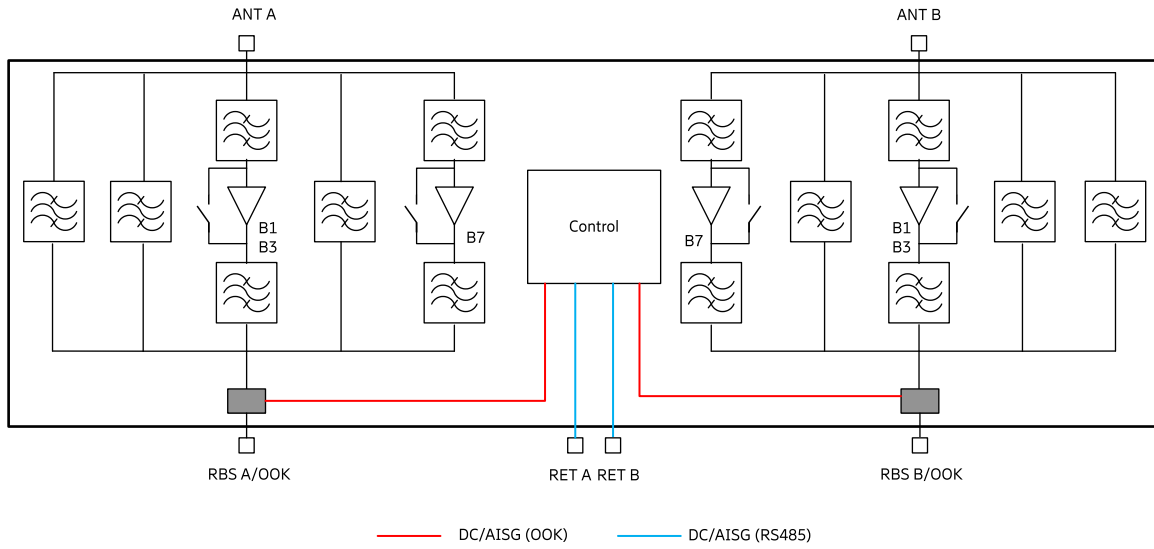 ANT A
ANT B
Control
B1
B3
B7
B7
B1
B3
RBS A/OOK
RET A
RET B
RBS B/OOK
DC/AISG (OOK)
DC/AISG (RS485)